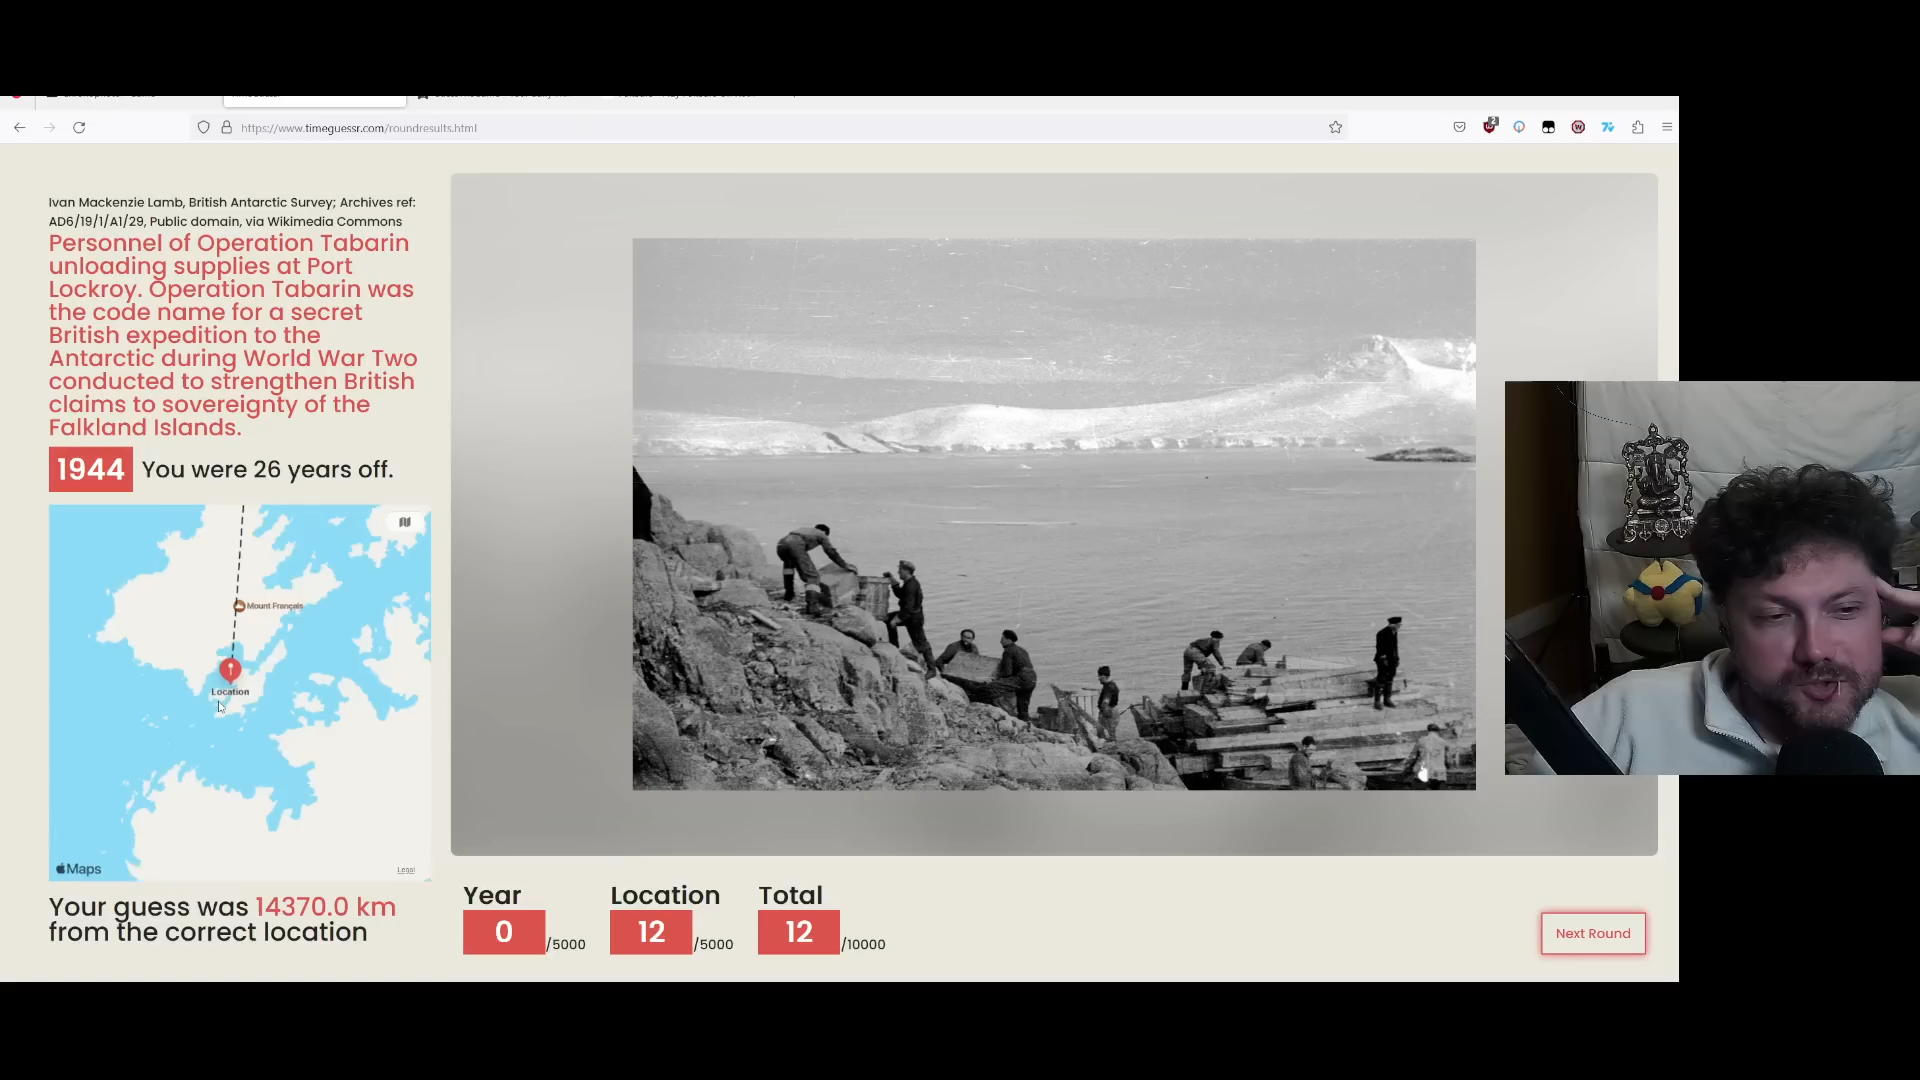 https://www.timeguessr.com/roundresults.html
2
Ivan Mackenzie Lamb, British Antarctic Survey; Archives ref:
AD6/19/1/A1/29, Public domain, via Wikimedia Commons
Personnel of Operation Tabarin
unloading supplies at Port
Lockroy. Operation Tabarin was
the code name for a secret
British expedition to the
Antarctic during World War Two
conducted to strengthen British
claims to sovereignty of the
Falkland Islands.
1944 You were 26 years off.
Mount Français
Location
Maps
Legal
Your guess was 14370.0 km
from the correct location
Year Location Total
0/5000 12/5000 12/10000
Next Round